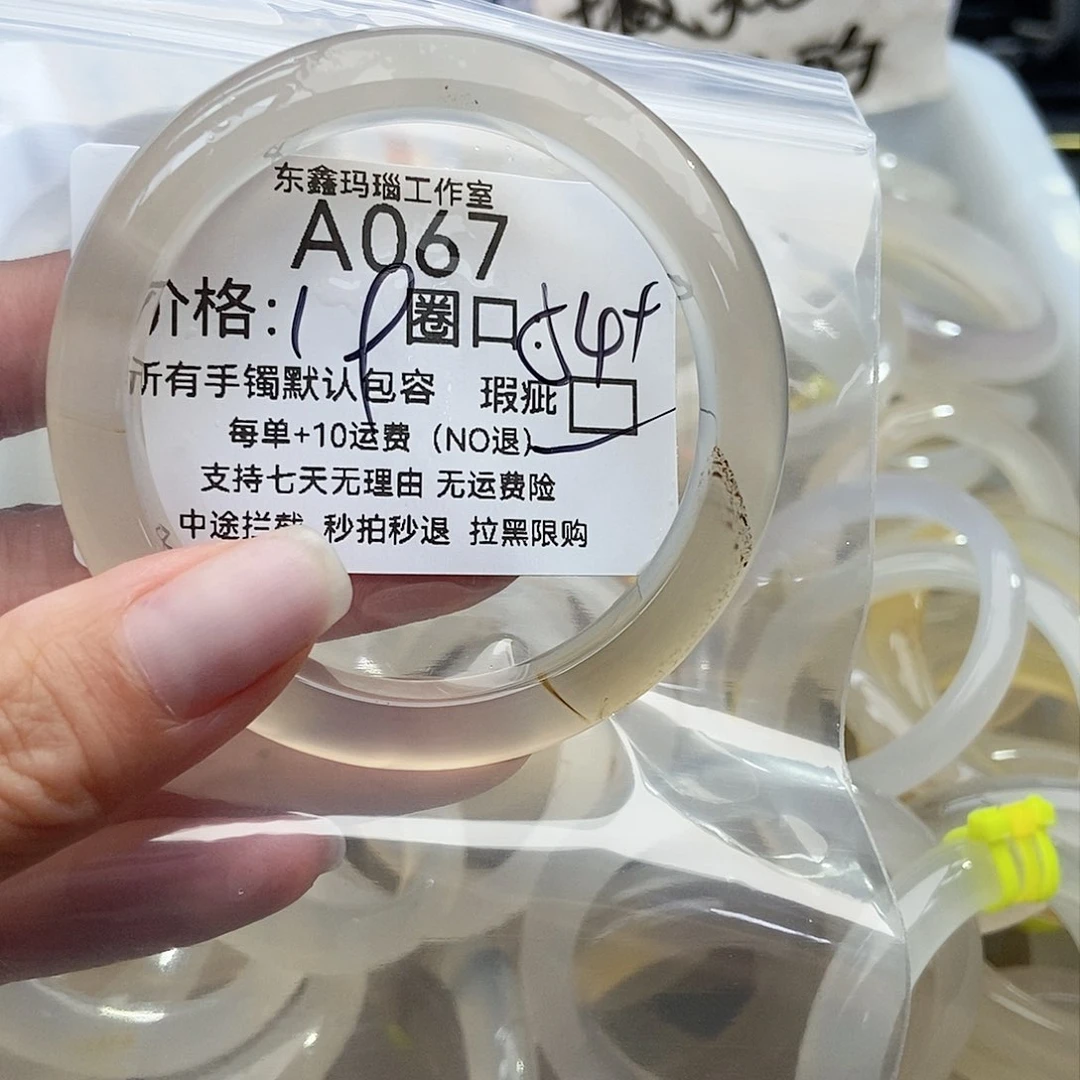 东鑫玛瑙工作室
A067
价格: 圈口 54+
所有手镯默认包容 瑕疵
每单+10运费 (NO退)
支持七天无理由 无运费险
中途拦截 秒拍秒退 拉黑限购